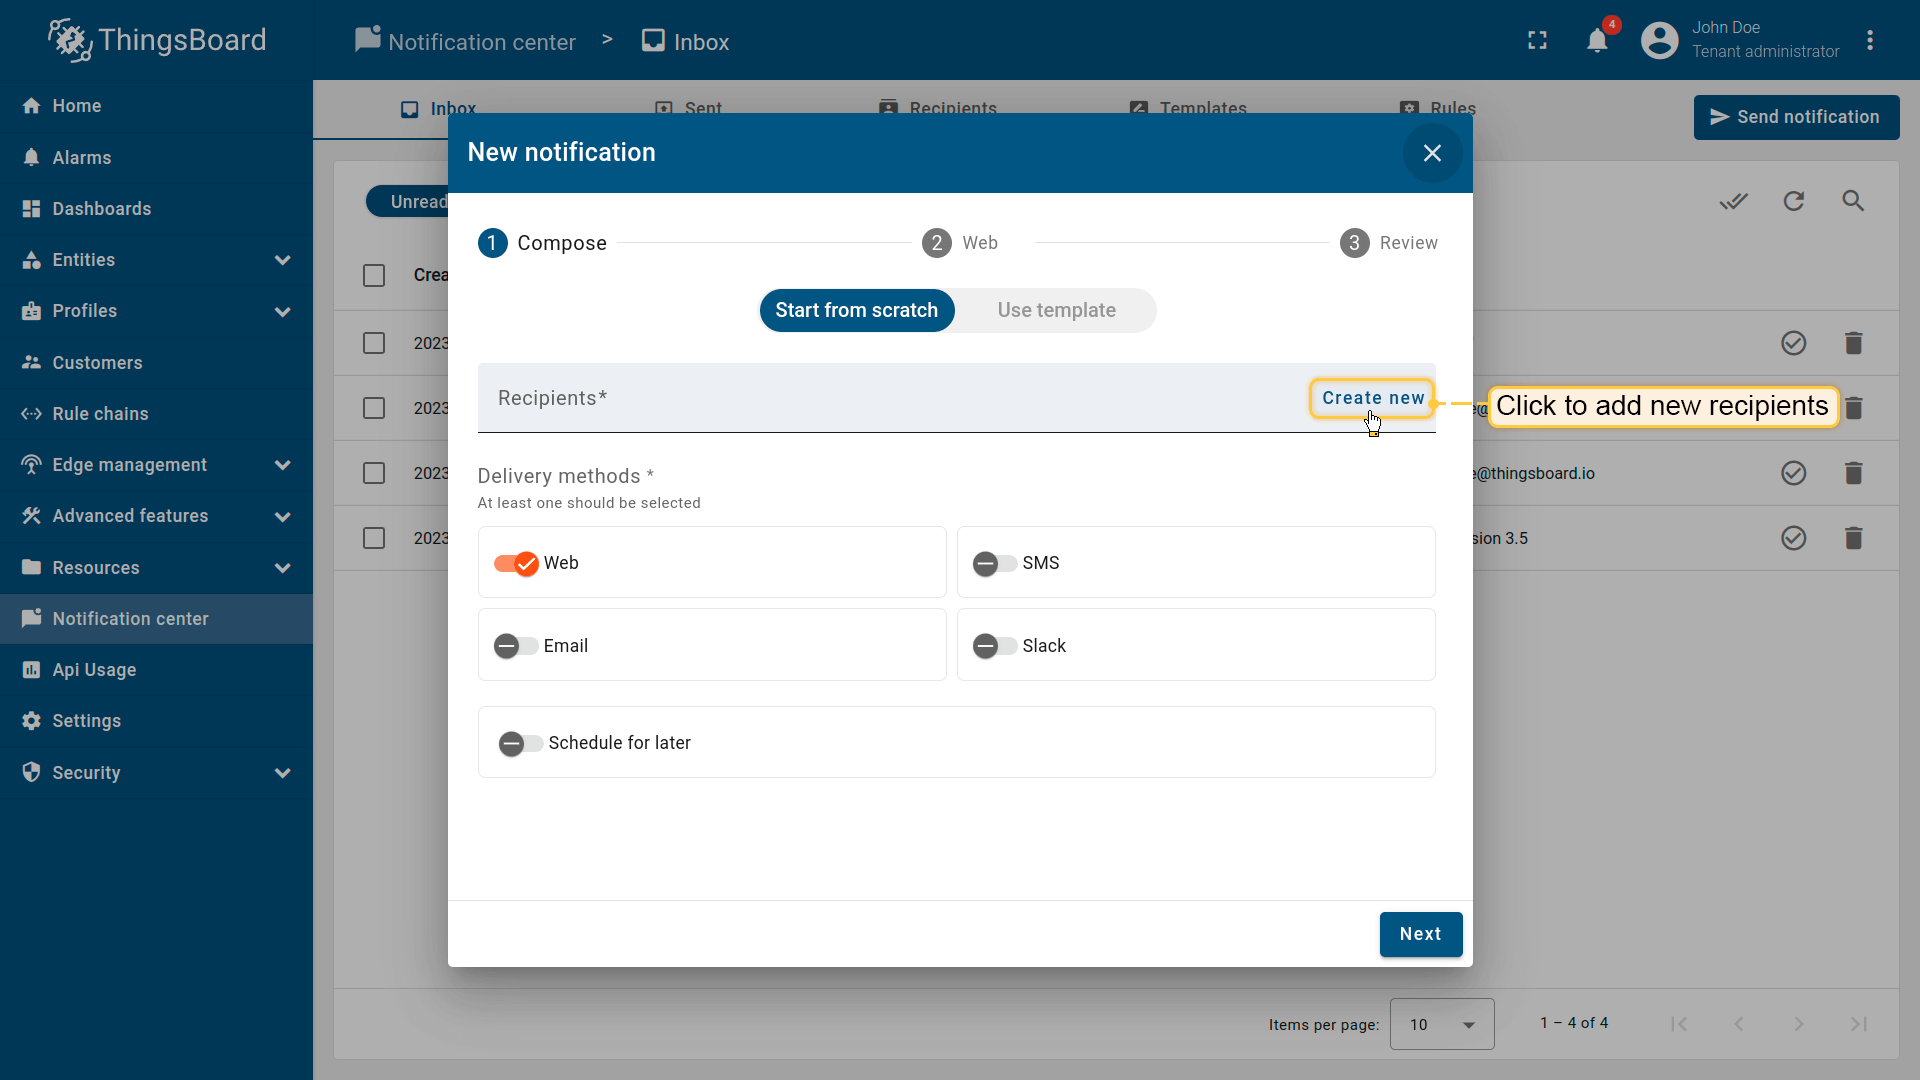 ThingsBoard
Notification center > Inbox
4
John Doe
Tenant administrator
Home
Alarms
Dashboards
Entities
Profiles
Customers
Rule chains
Edge management
Advanced features
Resources
Notification center
Api Usage
Settings
Security
Inbox
Sent
Recipients
Templates
Rules
Send notification
Unread
Crea
2023
2023
2023
2023
e@thingsboard.io
sion 3.5
New notification
1 Compose
2 Web
3 Review
Start from scratch
Use template
Recipients*
Create new
Click to add new recipients
Delivery methods *
At least one should be selected
Web
SMS
Email
Slack
Schedule for later
Next
Items per page: 10
1 – 4 of 4